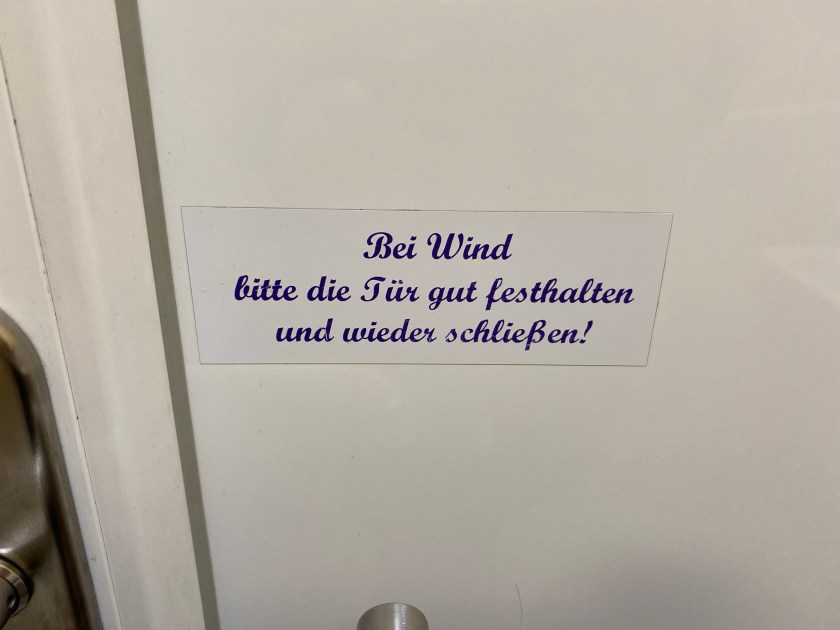 Bei Wind
bitte die Tür gut festhalten
und wieder schließen!